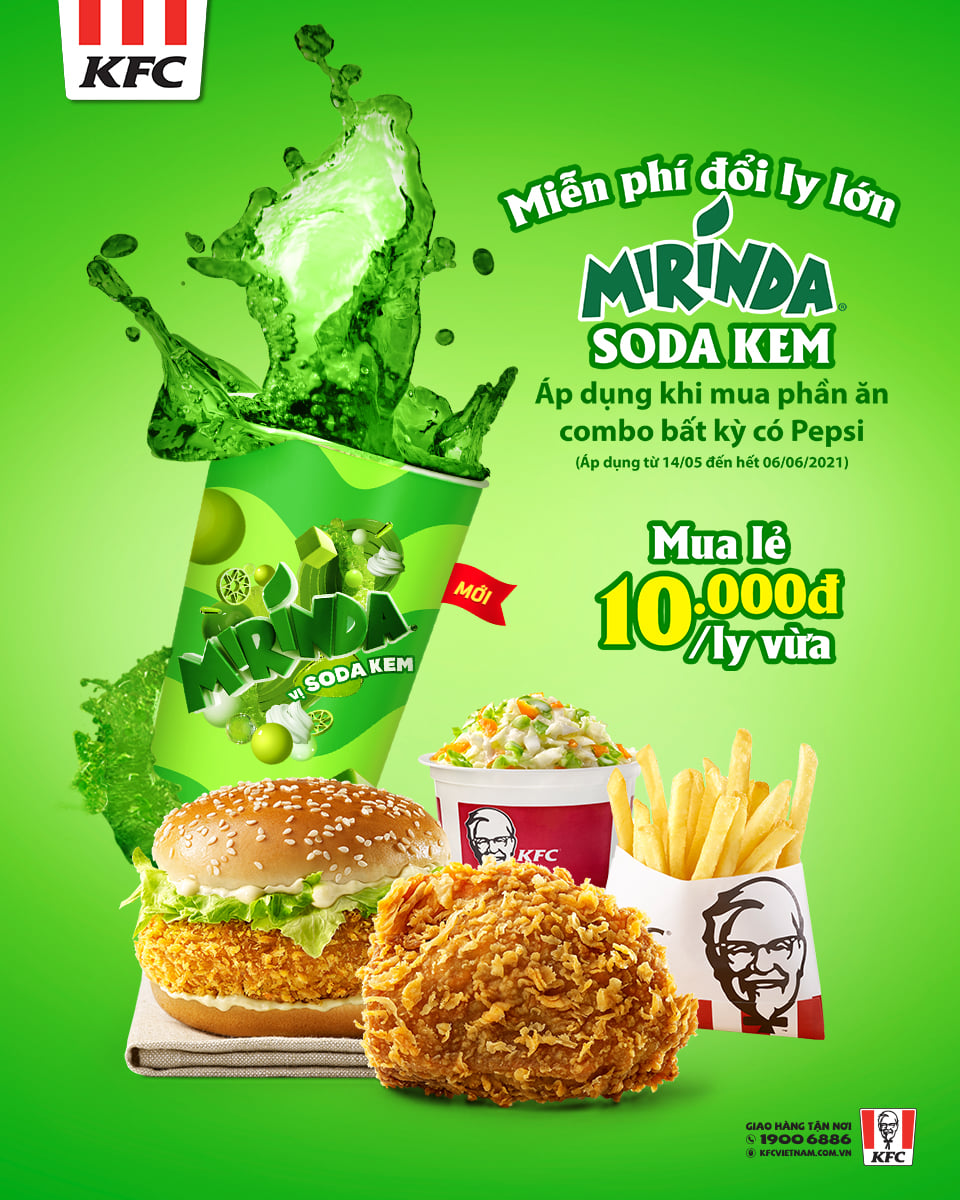 KFC
Miễn phí đổi ly lớn
MIRINDA
SODA KEM
Áp dụng khi mua phần ăn
combo bất kỳ có Pepsi
(Áp dụng từ 14/05 đến hết 06/06/2021)
Mua lẻ
10.000đ
/ly vừa
MỚI
MIRINDA
VỊ SODA KEM
KFC
GIAO HÀNG TẬN NƠI
1900 6886
KFCVIETNAM.COM.VN
KFC